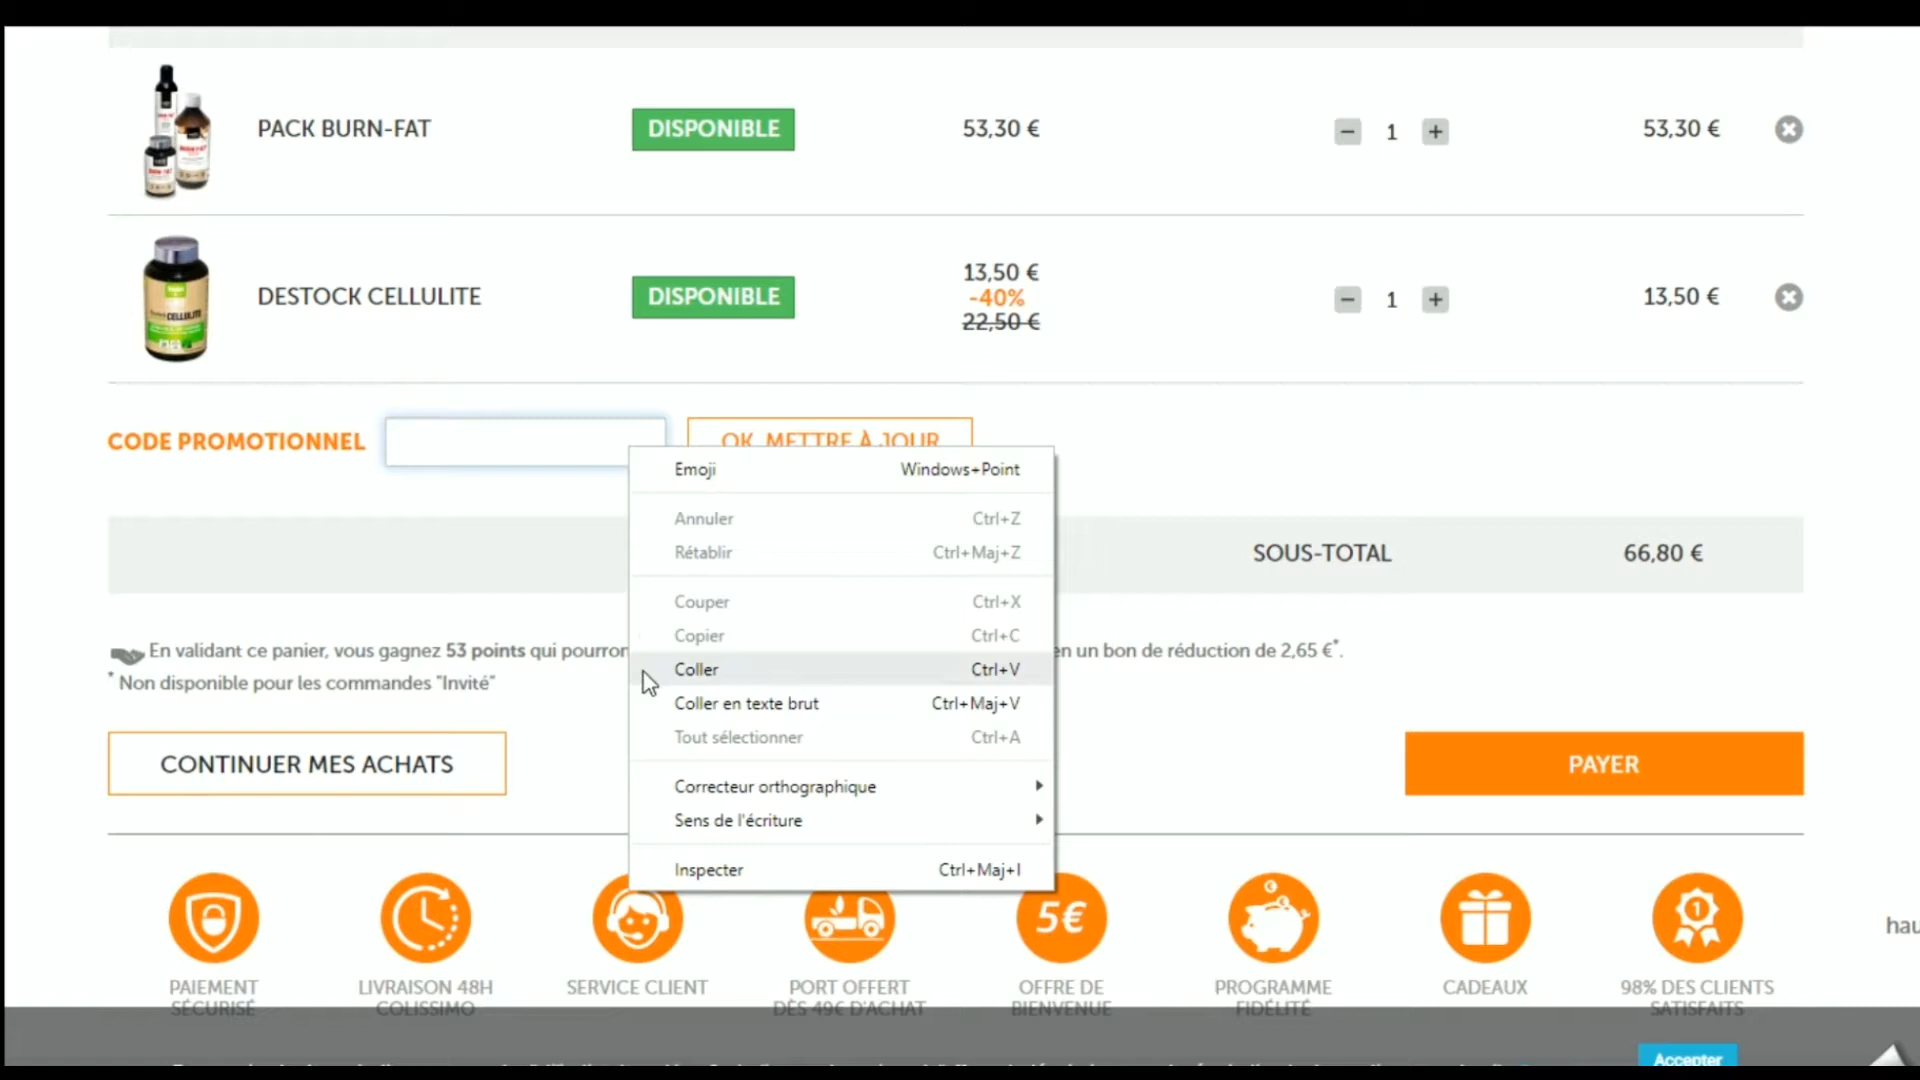 PACK BURN-FAT DISPONIBLE 53,30 € − 1 + 53,30 €
13,50 €
DESTOCK CELLULITE DISPONIBLE -40% − 1 + 13,50 €
22,50 €
CODE PROMOTIONNEL OK, METTRE À JOUR
Emoji Windows+Point
Annuler Ctrl+Z
Rétablir Ctrl+Maj+Z
Couper Ctrl+X
Copier Ctrl+C
Coller Ctrl+V
Coller en texte brut Ctrl+Maj+V
Tout sélectionner Ctrl+A
Correcteur orthographique
Sens de l'écriture
Inspecter Ctrl+Maj+I
SOUS-TOTAL 66,80 €
En validant ce panier, vous gagnez 53 points qui pourron en un bon de réduction de 2,65 €*.
* Non disponible pour les commandes "Invité"
CONTINUER MES ACHATS PAYER
5€
1
hau
PAIEMENT
SÉCURISÉ
LIVRAISON 48H
COLISSIMO
SERVICE CLIENT
PORT OFFERT
DÈS 49€ D'ACHAT
OFFRE DE
BIENVENUE
PROGRAMME
FIDÉLITÉ
CADEAUX
98% DES CLIENTS
SATISFAITS
Accepter